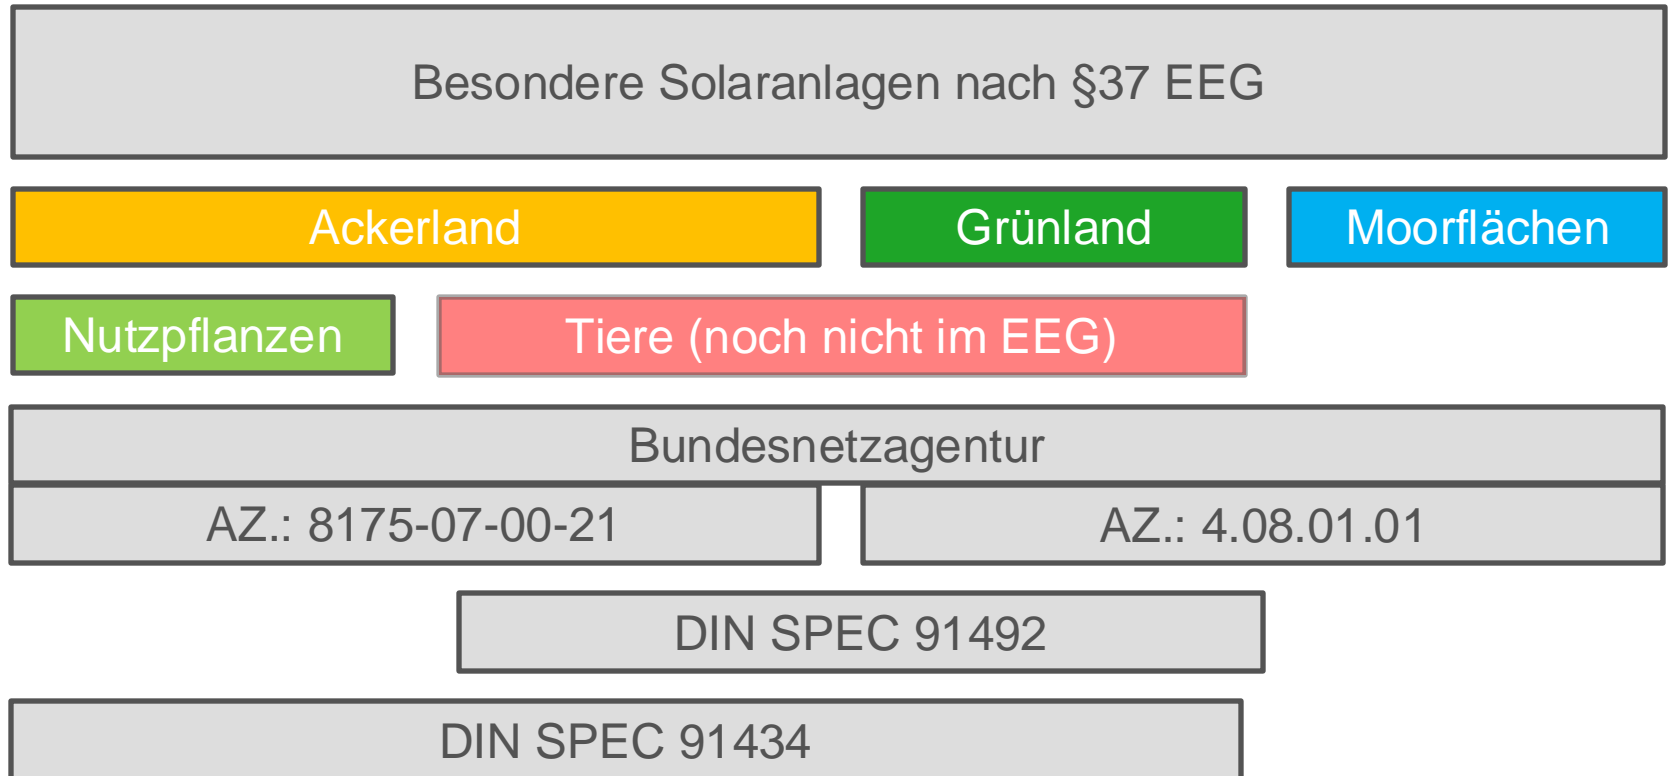 Besondere Solaranlagen nach §37 EEG
Ackerland
Grünland
Moorflächen
Nutzpflanzen
Tiere (noch nicht im EEG)
Bundesnetzagentur
AZ.: 8175-07-00-21
AZ.: 4.08.01.01
DIN SPEC 91492
DIN SPEC 91434